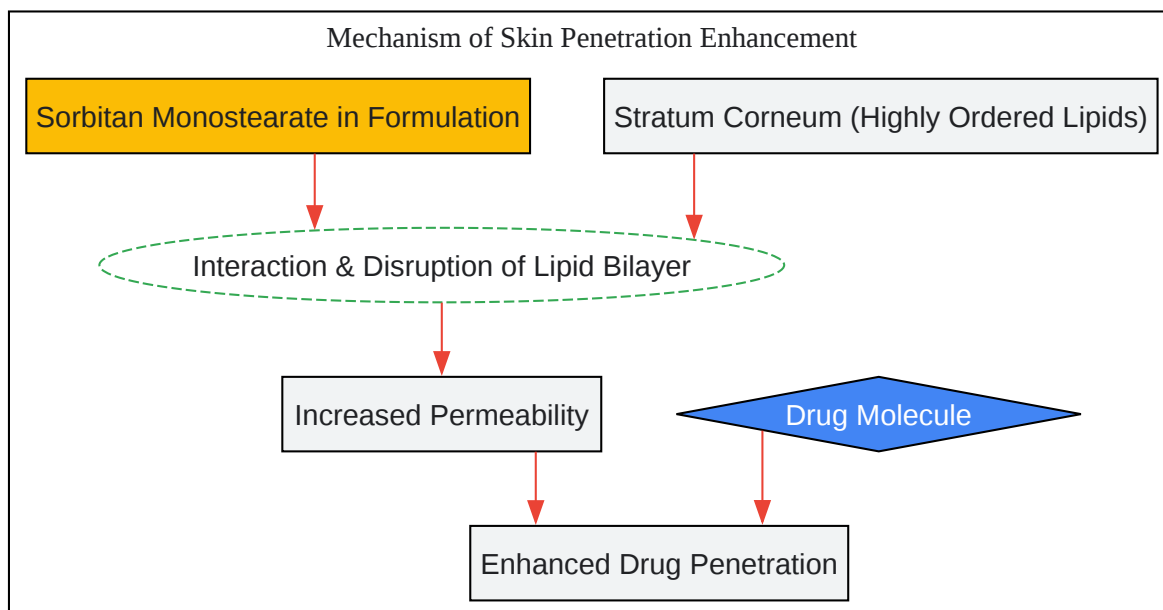 Mechanism of Skin Penetration Enhancement
Sorbitan Monostearate in Formulation
Stratum Corneum (Highly Ordered Lipids)
Interaction & Disruption of Lipid Bilayer
Increased Permeability
Drug Molecule
Enhanced Drug Penetration